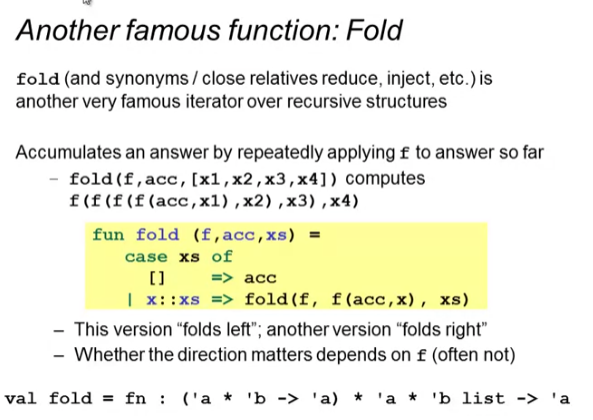 Another famous function: Fold
fold (and synonyms / close relatives reduce, inject, etc.) is
another very famous iterator over recursive structures
Accumulates an answer by repeatedly applying f to answer so far
– fold(f,acc,[x1,x2,x3,x4]) computes
f(f(f(f(acc,x1),x2),x3),x4)
fun fold (f,acc,xs) =
case xs of
[] => acc
| x::xs => fold(f, f(acc,x), xs)
– This version “folds left”; another version “folds right”
– Whether the direction matters depends on f (often not)
val fold = fn : ('a * 'b -> 'a) * 'a * 'b list -> 'a